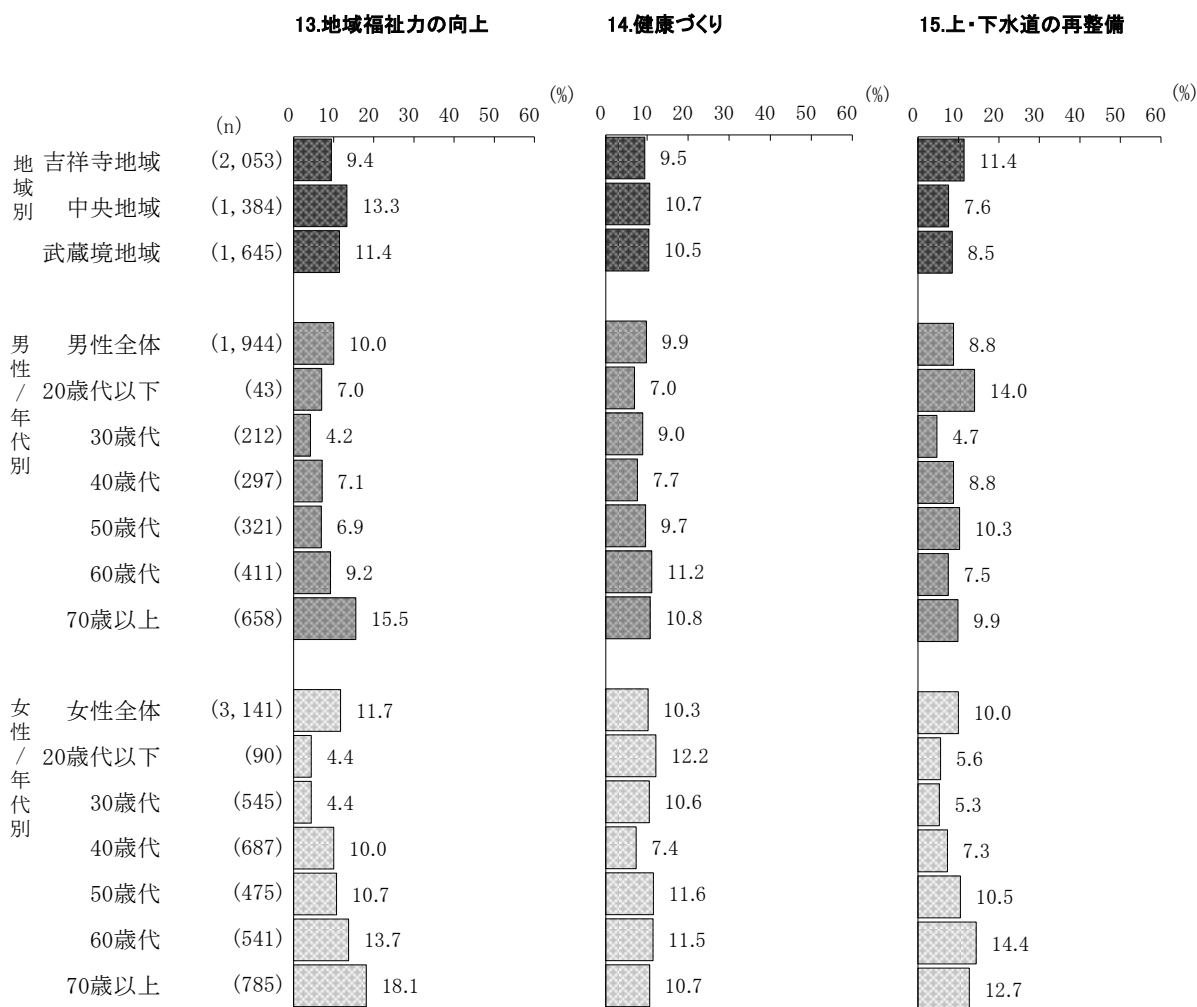 13.地域福祉力の向上 14.健康づくり 15.上・下水道の再整備
(%) (%) (%)
0 10 20 30 40 50 60 0 10 20 30 40 50 60 0 10 20 30 40 50 60
(n)
地域別
吉祥寺地域 (2,053) 9.4 9.5 11.4
中央地域 (1,384) 13.3 10.7 7.6
武蔵境地域 (1,645) 11.4 10.5 8.5
男性/年代別
男性全体 (1,944) 10.0 9.9 8.8
20歳代以下 (43) 7.0 7.0 14.0
30歳代 (212) 4.2 9.0 4.7
40歳代 (297) 7.1 7.7 8.8
50歳代 (321) 6.9 9.7 10.3
60歳代 (411) 9.2 11.2 7.5
70歳以上 (658) 15.5 10.8 9.9
女性/年代別
女性全体 (3,141) 11.7 10.3 10.0
20歳代以下 (90) 4.4 12.2 5.6
30歳代 (545) 4.4 10.6 5.3
40歳代 (687) 10.0 7.4 7.3
50歳代 (475) 10.7 11.6 10.5
60歳代 (541) 13.7 11.5 14.4
70歳以上 (785) 18.1 10.7 12.7